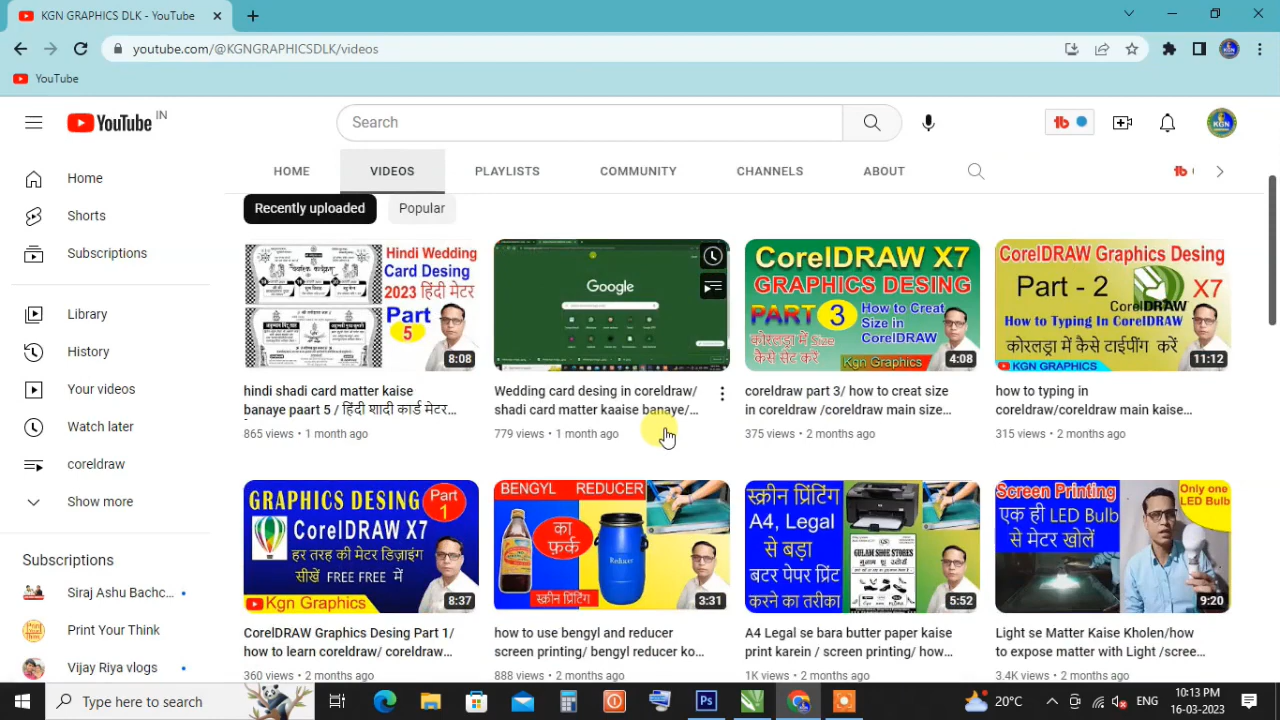 KGN GRAPHICS DLK - YouTube
youtube.com/@KGNGRAPHICSDLK/videos
YouTube
YouTube IN
Search
HOME VIDEOS PLAYLISTS COMMUNITY CHANNELS ABOUT
Recently uploaded Popular
Home
Shorts
Subscriptions
Library
History
Your videos
Watch later
coreldraw
Show more
Subscriptions
Siraj Ashu Bachc...
Print Your Think
Vijay Riya vlogs
Hindi Wedding
Card Desing
2023 हिंदी मेटर
Part
5
8:08
hindi shadi card matter kaise
banaye paart 5 / हिंदी शादी कार्ड मेटर...
865 views • 1 month ago
Google
Wedding card desing in coreldraw/
shadi card matter kaaise banaye/...
779 views • 1 month ago
CorelDRAW X7
GRAPHICS DESING
PART 3
How to Creat
Size in
CorelDRAW
कोरलड्रा में Size
कैसे सेट करें
Kgn Graphics
4:08
coreldraw part 3/ how to creat size
in coreldraw /coreldraw main size...
375 views • 2 months ago
CorelDRAW Graphics Desing
Part - 2 X7
CorelDRAW
How to Typing In CorelDRAW
कोरलड्रा में कैसे टाईपींग करें
KGN GRAPHICS
11:12
how to typing in
coreldraw/coreldraw main kaise...
315 views • 2 months ago
GRAPHICS DESING
Part
1
CorelDRAW X7
हर तरह की मेटर डिज़ाइंग
सीखें FREE FREE में
Kgn Graphics
8:37
CorelDRAW Graphics Desing Part 1/
how to learn coreldraw/ coreldraw...
360 views • 2 months ago
BENGYL REDUCER
का
फ़र्क
Reducer
स्क्रीन प्रिंटिंग
3:31
how to use bengyl and reducer
screen printing/ bengyl reducer ko...
888 views • 2 months ago
स्क्रीन प्रिंटिंग
A4, Legal
से बड़ा
बटर पेपर प्रिंट
करने का तरीका
GULAM SHOE STORES
5:52
A4 Legal se bara butter paper kaise
print karein / screen printing/ how...
1K views • 2 months ago
Screen Printing
एक ही LED Bulb
से मेटर खोलें
Only one
LED Bulb
9:20
Light se Matter Kaise Kholen/how
to expose matter with Light /scree...
3.4K views • 2 months ago
Type here to search
20°C
ENG
10:13 PM
16-03-2023